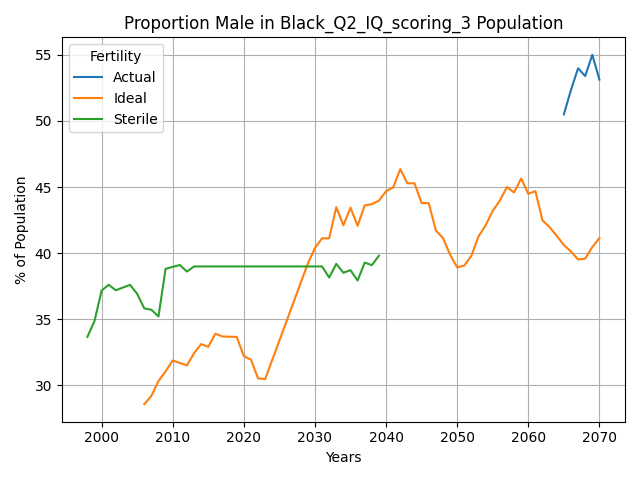 Proportion Male in Black_Q2_IQ_scoring_3 Population
Fertility
Actual
Ideal
Sterile
% of Population
55
50
45
40
35
30
2000 2010 2020 2030 2040 2050 2060 2070
Years